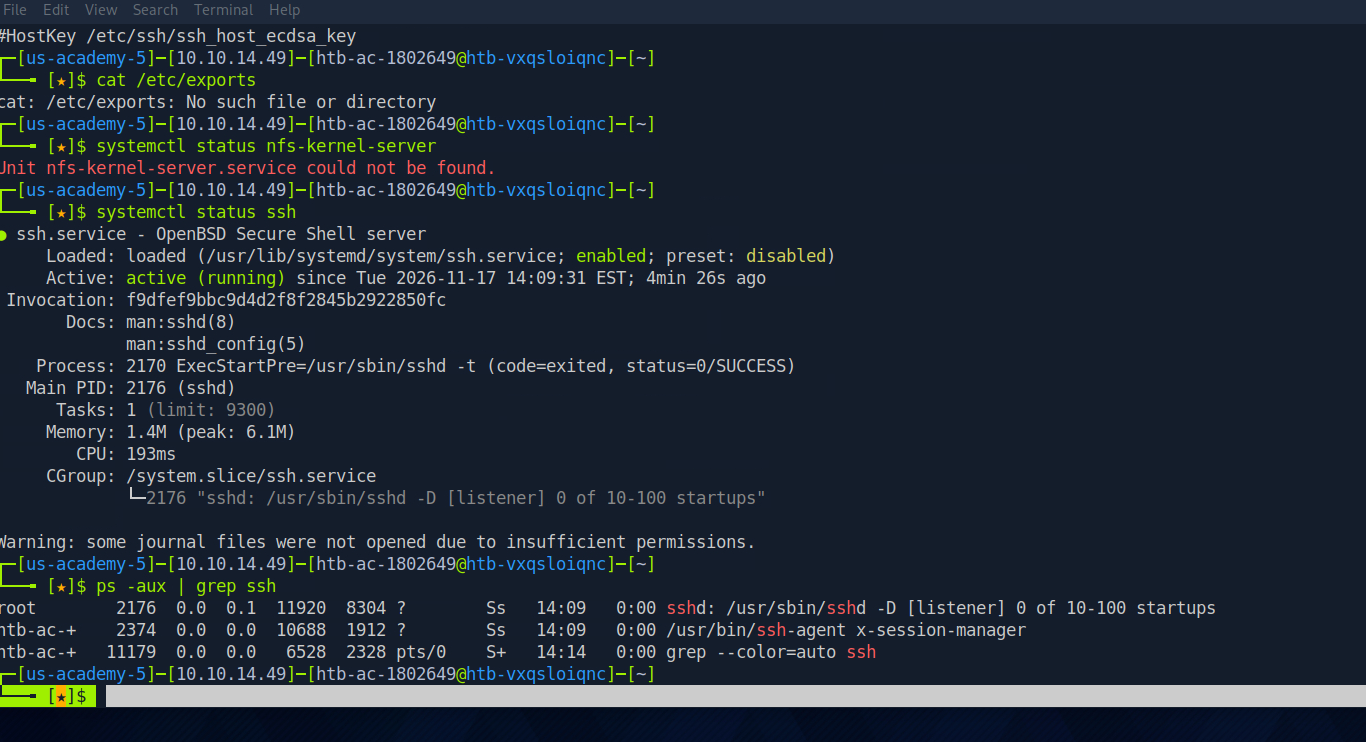 File Edit View Search Terminal Help
#HostKey /etc/ssh/ssh_host_ecdsa_key
┌─[us-academy-5]─[10.10.14.49]─[htb-ac-1802649@htb-vxqsloiqnc]─[~]
└──╼ [★]$ cat /etc/exports
cat: /etc/exports: No such file or directory
┌─[us-academy-5]─[10.10.14.49]─[htb-ac-1802649@htb-vxqsloiqnc]─[~]
└──╼ [★]$ systemctl status nfs-kernel-server
Unit nfs-kernel-server.service could not be found.
┌─[us-academy-5]─[10.10.14.49]─[htb-ac-1802649@htb-vxqsloiqnc]─[~]
└──╼ [★]$ systemctl status ssh
● ssh.service - OpenBSD Secure Shell server
     Loaded: loaded (/usr/lib/systemd/system/ssh.service; enabled; preset: disabled)
     Active: active (running) since Tue 2026-11-17 14:09:31 EST; 4min 26s ago
 Invocation: f9dfef9bbc9d4d2f8f2845b2922850fc
       Docs: man:sshd(8)
             man:sshd_config(5)
    Process: 2170 ExecStartPre=/usr/sbin/sshd -t (code=exited, status=0/SUCCESS)
   Main PID: 2176 (sshd)
      Tasks: 1 (limit: 9300)
     Memory: 1.4M (peak: 6.1M)
        CPU: 193ms
     CGroup: /system.slice/ssh.service
             └─2176 "sshd: /usr/sbin/sshd -D [listener] 0 of 10-100 startups"
Warning: some journal files were not opened due to insufficient permissions.
┌─[us-academy-5]─[10.10.14.49]─[htb-ac-1802649@htb-vxqsloiqnc]─[~]
└──╼ [★]$ ps -aux | grep ssh
root        2176  0.0  0.1  11920  8304 ?        Ss   14:09   0:00 sshd: /usr/sbin/sshd -D [listener] 0 of 10-100 startups
htb-ac-+    2374  0.0  0.0  10688  1912 ?        Ss   14:09   0:00 /usr/bin/ssh-agent x-session-manager
htb-ac-+   11179  0.0  0.0   6528  2328 pts/0    S+   14:14   0:00 grep --color=auto ssh
┌─[us-academy-5]─[10.10.14.49]─[htb-ac-1802649@htb-vxqsloiqnc]─[~]
└──╼ [★]$